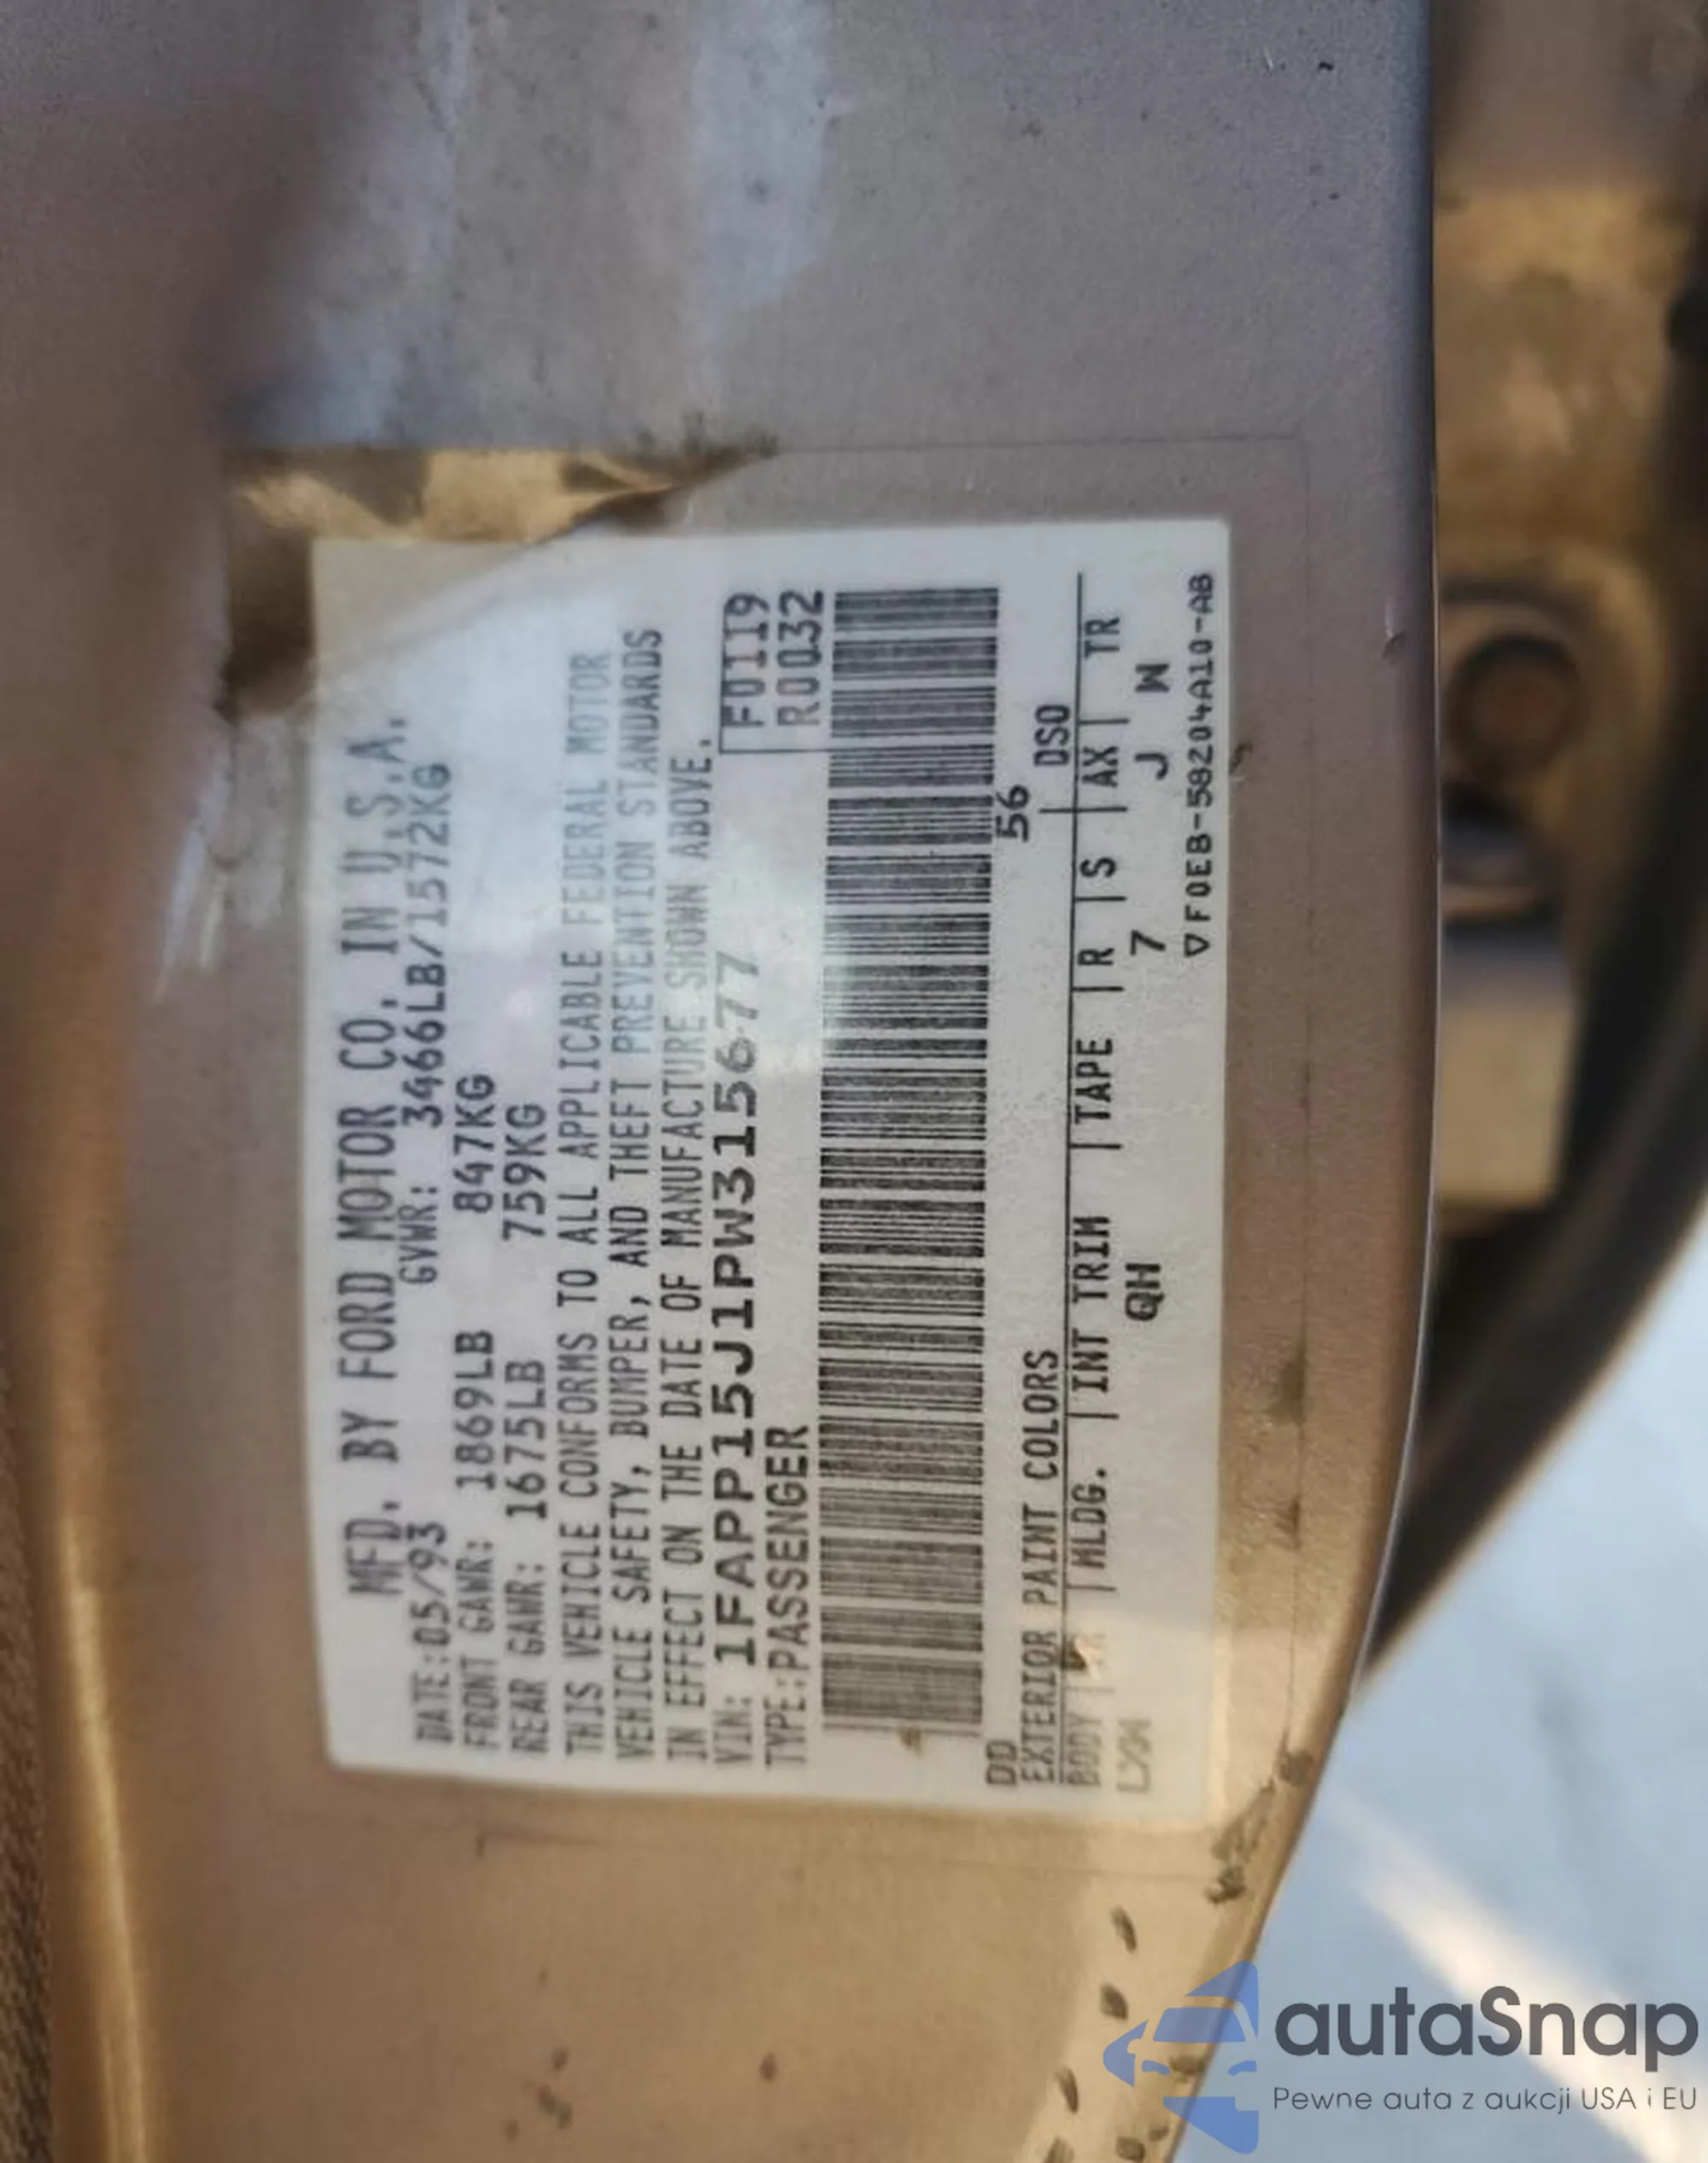 MFD. BY FORD MOTOR CO. IN U.S.A.
DATE:05/93 GVWR: 3466LB/1572KG
FRONT GAWR: 1869LB 847KG
REAR GAWR: 1675LB 759KG
THIS VEHICLE CONFORMS TO ALL APPLICABLE FEDERAL MOTOR
VEHICLE SAFETY, BUMPER, AND THEFT PREVENTION STANDARDS
IN EFFECT ON THE DATE OF MANUFACTURE SHOWN ABOVE.
VIN: 1FAPP15J1PW315677 F0119
TYPE:PASSENGER R0032
DD 56
EXTERIOR PAINT COLORS DSO
BODY | MLDG. | INT TRIM | TAPE | R | S | AX | TR
LXW QH 7 J W
▽F0EB-58204A10-AB
autaSnap
Pewne auta z aukcji USA i EU